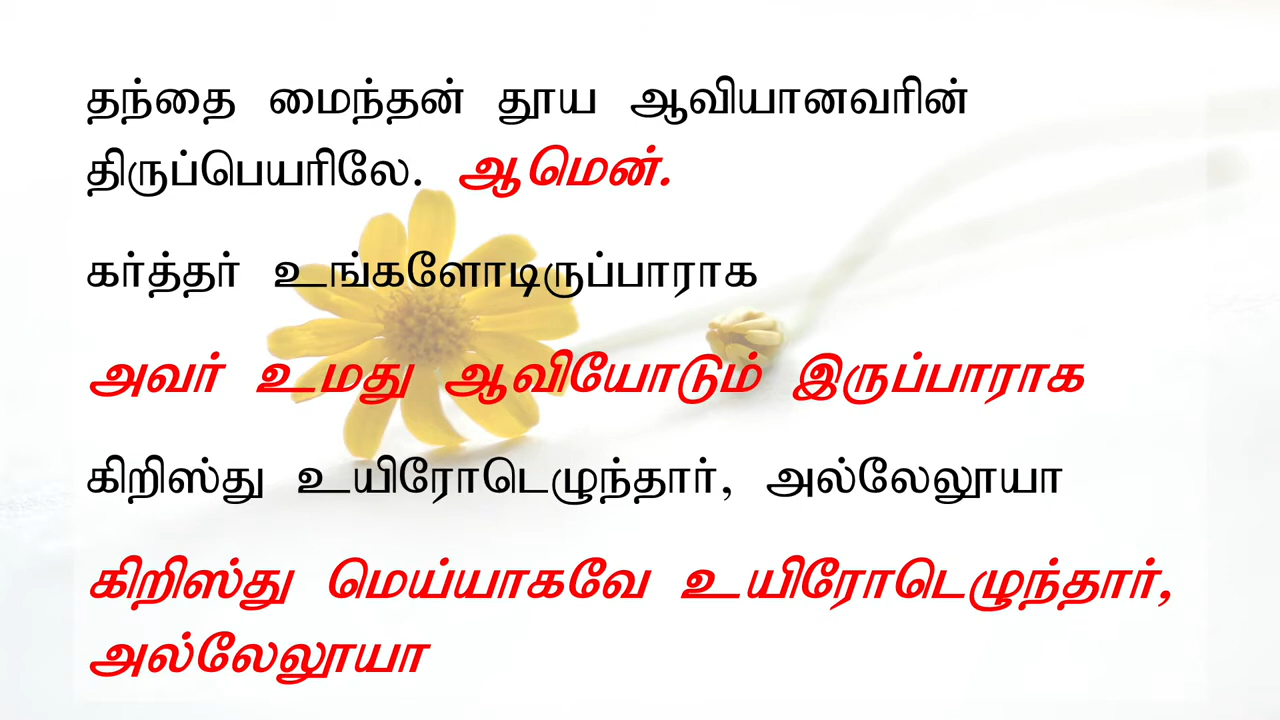 தந்தை மைந்தன் தூய ஆவியானவரின்
திருப்பெயரிலே. ஆமென்.
கர்த்தர் உங்களோடிருப்பாராக
அவர் உமது ஆவியோடும் இருப்பாராக
கிறிஸ்து உயிரோடெழுந்தார், அல்லேலூயா
கிறிஸ்து மெய்யாகவே உயிரோடெழுந்தார்,
அல்லேலூயா